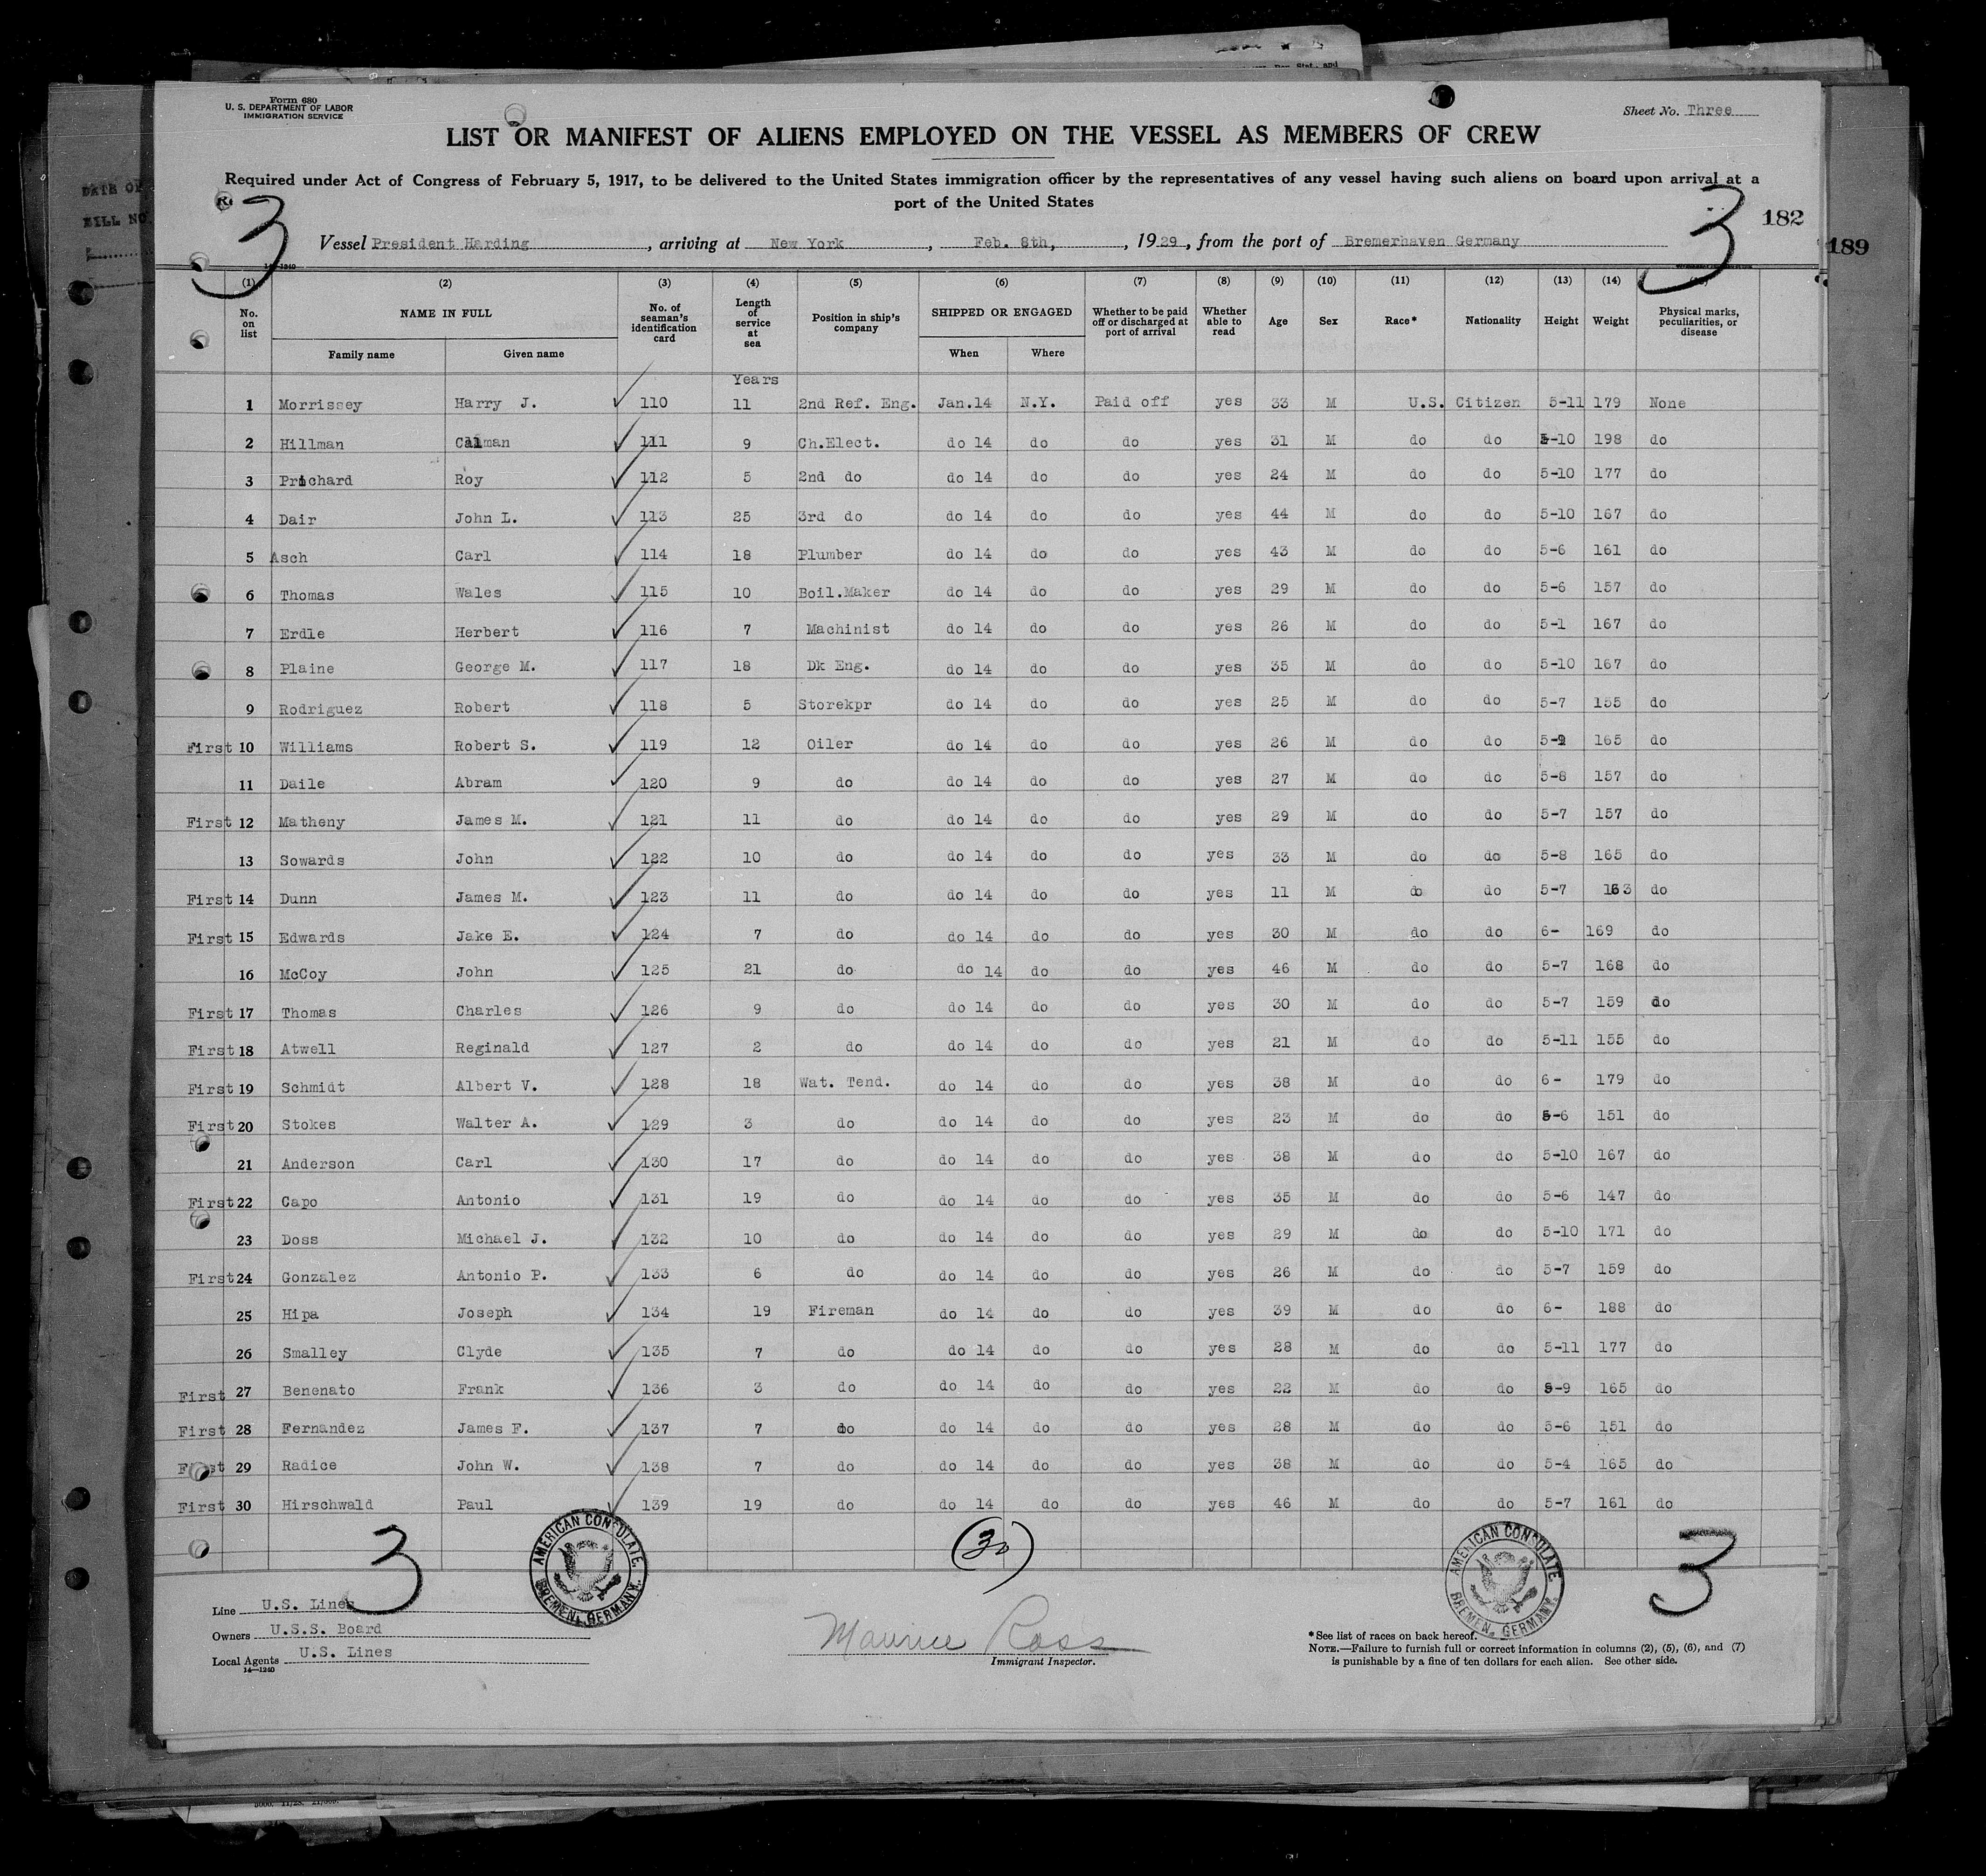 Form 680
U. S. DEPARTMENT OF LABOR
IMMIGRATION SERVICE
Sheet No. Three
LIST OR MANIFEST OF ALIENS EMPLOYED ON THE VESSEL AS MEMBERS OF CREW
Required under Act of Congress of February 5, 1917, to be delivered to the United States immigration officer by the representatives of any vessel having such aliens on board upon arrival at a
port of the United States
3 3 182
189
Vessel President Harding, arriving at New York, Feb. 8th, 1929, from the port of Bremerhaven Germany
14-1240
(1) (2) (3) (4) (5) (6) (7) (8) (9) (10) (11) (12) (13) (14)
No. on list NAME IN FULL No. of seaman's identification card Length of service at sea Position in ship's company SHIPPED OR ENGAGED Whether to be paid off or discharged at port of arrival Whether able to read Age Sex Race* Nationality Height Weight Physical marks, peculiarities, or disease
Family name Given name When Where
Years
1 Morrissey Harry J. 110 11 2nd Ref. Eng. Jan.14 N.Y. Paid off yes 33 M U.S. Citizen 5-11 179 None
2 Hillman Calman 111 9 Ch.Elect. do 14 do do yes 31 M do do 5-10 198 do
3 Prichard Roy 112 5 2nd do do 14 do do yes 24 M do do 5-10 177 do
4 Dair John L. 113 25 3rd do do 14 do do yes 44 M do do 5-10 167 do
5 Asch Carl 114 18 Plumber do 14 do do yes 43 M do do 5-6 161 do
6 Thomas Wales 115 10 Boil.Maker do 14 do do yes 29 M do do 5-6 157 do
7 Erdle Herbert 116 7 Machinist do 14 do do yes 26 M do do 5-1 167 do
8 Plaine George M. 117 18 Dk Eng. do 14 do do yes 35 M do do 5-10 167 do
9 Rodriguez Robert 118 5 Storekpr do 14 do do yes 25 M do do 5-7 155 do
First 10 Williams Robert S. 119 12 Oiler do 14 do do yes 26 M do do 5-9 165 do
11 Daile Abram 120 9 do do 14 do do yes 27 M do do 5-8 157 do
First 12 Matheny James M. 121 11 do do 14 do do yes 29 M do do 5-7 157 do
13 Sowards John 122 10 do do 14 do do yes 33 M do do 5-8 165 do
First 14 Dunn James M. 123 11 do do 14 do do yes 11 M do do 5-7 163 do
First 15 Edwards Jake E. 124 7 do do 14 do do yes 30 M do do 6- 169 do
16 McCoy John 125 21 do do 14 do do yes 46 M do do 5-7 168 do
First 17 Thomas Charles 126 9 do do 14 do do yes 30 M do do 5-7 159 do
First 18 Atwell Reginald 127 2 do do 14 do do yes 21 M do do 5-11 155 do
First 19 Schmidt Albert V. 128 18 Wat. Tend. do 14 do do yes 38 M do do 6- 179 do
First 20 Stokes Walter A. 129 3 do do 14 do do yes 23 M do do 5-6 151 do
21 Anderson Carl 130 17 do do 14 do do yes 38 M do do 5-10 167 do
First 22 Capo Antonio 131 19 do do 14 do do yes 35 M do do 5-6 147 do
23 Doss Michael J. 132 10 do do 14 do do yes 29 M do do 5-10 171 do
First 24 Gonzalez Antonio P. 133 6 do do 14 do do yes 26 M do do 5-7 159 do
25 Hipa Joseph 134 19 Fireman do 14 do do yes 39 M do do 6- 188 do
26 Smalley Clyde 135 7 do do 14 do do yes 28 M do do 5-11 177 do
First 27 Benenato Frank 136 3 do do 14 do do yes 22 M do do 5-9 165 do
First 28 Fernandez James F. 137 7 do do 14 do do yes 28 M do do 5-6 151 do
First 29 Radice John W. 138 7 do do 14 do do yes 38 M do do 5-4 165 do
First 30 Hirschwald Paul 139 19 do do 14 do do yes 46 M do do 5-7 161 do
3 AMERICAN CONSULATE. BREMEN, GERMANY. 30 AMERICAN CONSULATE BREMEN, GERMANY. 3
Line U.S. Lines
Owners U.S.S. Board
Local Agents U.S. Lines
14-1240
Maurice Ross
Immigrant Inspector.
*See list of races on back hereof.
NOTE.—Failure to furnish full or correct information in columns (2), (5), (6), and (7)
is punishable by a fine of ten dollars for each alien. See other side.